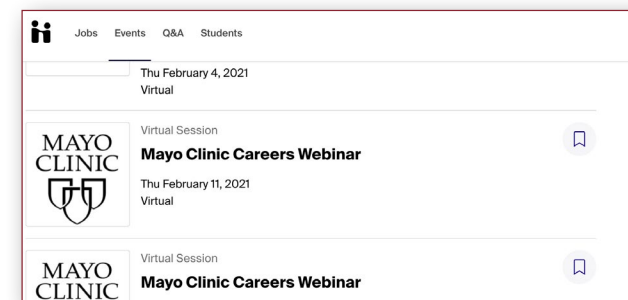 Jobs Events Q&A Students
Thu February 4, 2021
Virtual
Virtual Session
MAYO
CLINIC
Mayo Clinic Careers Webinar
Thu February 11, 2021
Virtual
Virtual Session
MAYO
CLINIC
Mayo Clinic Careers Webinar